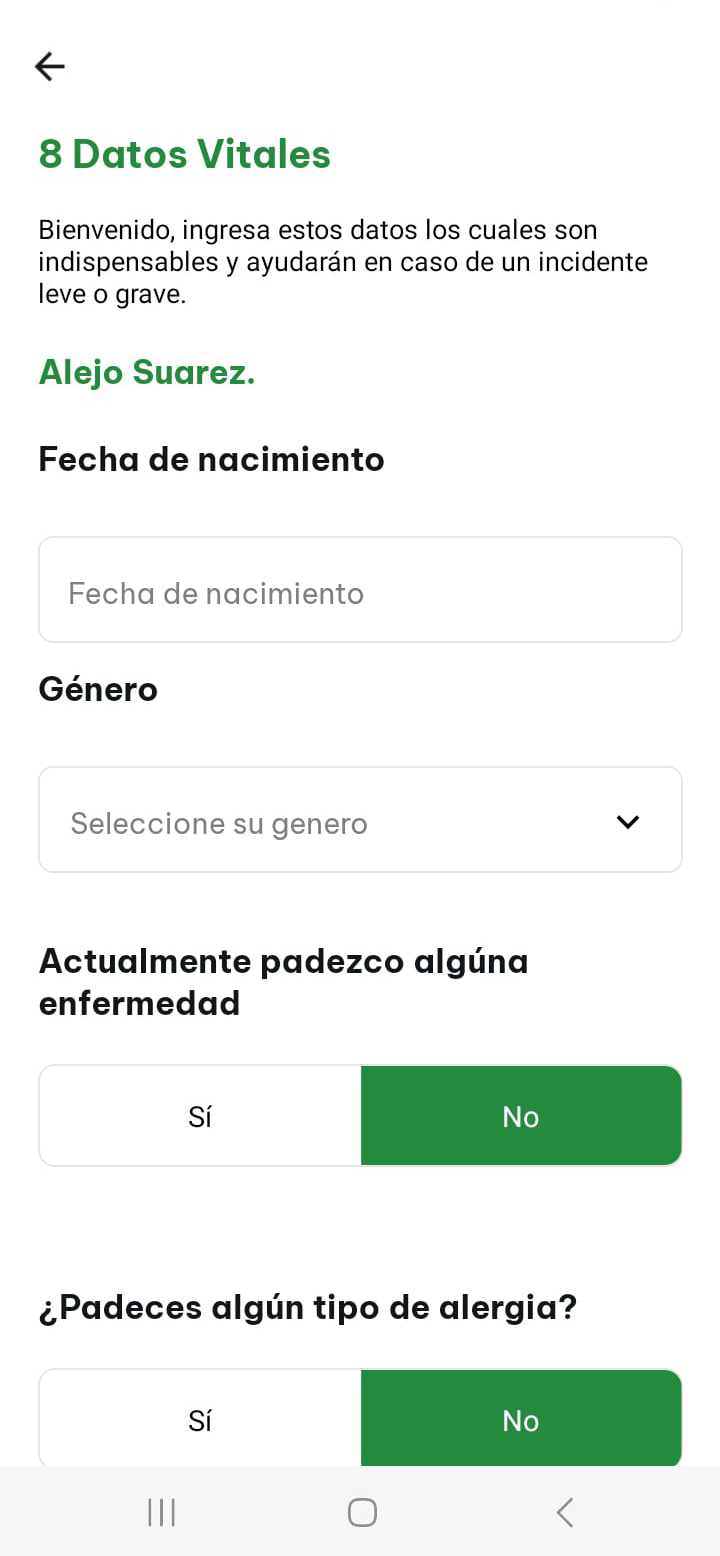 8 Datos Vitales
Bienvenido, ingresa estos datos los cuales son
indispensables y ayudarán en caso de un incidente
leve o grave.
Alejo Suarez.
Fecha de nacimiento
Fecha de nacimiento
Género
Seleccione su genero
Actualmente padezco algúna
enfermedad
Sí No
¿Padeces algún tipo de alergia?
Sí No